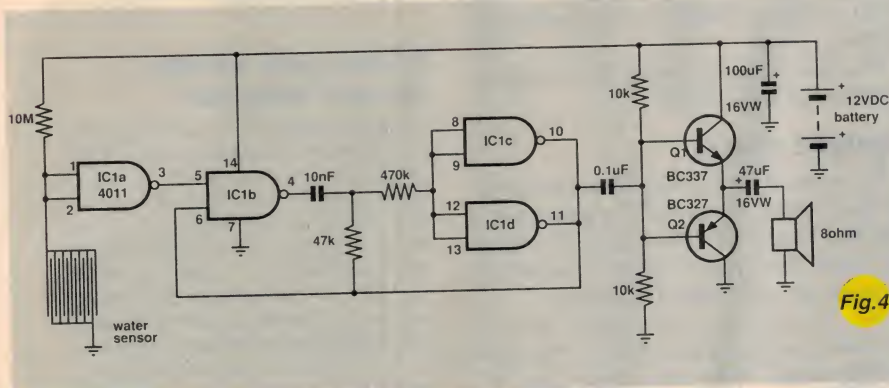 10M
1
2
IC1a
4011
3
water
sensor
14
5
6
IC1b
7
4
10nF
47k
470k
8
9
IC1c
10
12
13
IC1d
11
0.1uF
10k
10k
Q1
BC337
BC327
Q2
47uF
+
16VW
100uF
+
16VW
+
12VDC
battery
+
8ohm
Fig.4